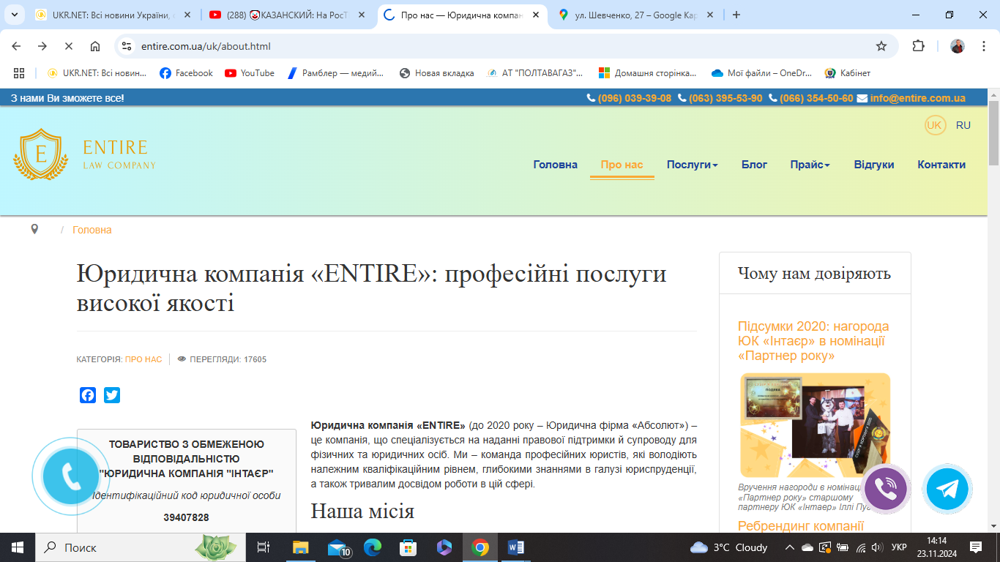 UKR.NET: Всі новини України,
(288) КАЗАНСКИЙ: На РосТ
Про нас — Юридична компан
ул. Шевченко, 27 – Google Кар
entire.com.ua/uk/about.html
UKR.NET: Всі новин...
Facebook
YouTube
Рамблер — медий...
Новая вкладка
АТ "ПОЛТАВАГАЗ"...
Домашня сторінка...
Мої файли – OneDr...
Кабінет
З нами Ви зможете все!
(096) 039-39-08 (063) 395-53-90 (066) 354-50-60 info@entire.com.ua
UK RU
E
ENTIRE
LAW COMPANY
Головна Про нас Послуги Блог Прайс Відгуки Контакти
/ Головна
Юридична компанія «ENTIRE»: професійні послуги
високої якості
КАТЕГОРІЯ: ПРО НАС ПЕРЕГЛЯДИ: 17605
ТОВАРИСТВО З ОБМЕЖЕНОЮ
ВІДПОВІДАЛЬНІСТЮ
"ЮРИДИЧНА КОМПАНІЯ "ІНТАЄР"
Ідентифікаційний код юридичної особи
39407828
Юридична компанія «ENTIRE» (до 2020 року – Юридична фірма «Абсолют») –
це компанія, що спеціалізується на наданні правової підтримки й супроводу для
фізичних та юридичних осіб. Ми – команда професійних юристів, які володіють
належним кваліфікаційним рівнем, глибокими знаннями в галузі юриспруденції,
а також тривалим досвідом роботи в цій сфері.
Наша місія
Чому нам довіряють
Підсумки 2020: нагорода
ЮК «Інтаєр» в номінації
«Партнер року»
Вручення нагороди в номінац
«Партнер року» старшому
партнеру ЮК «Інтаер» Іллі Пу
Ребрендинг компанії
Поиск
10
3°C Cloudy
УКР
14:14
23.11.2024